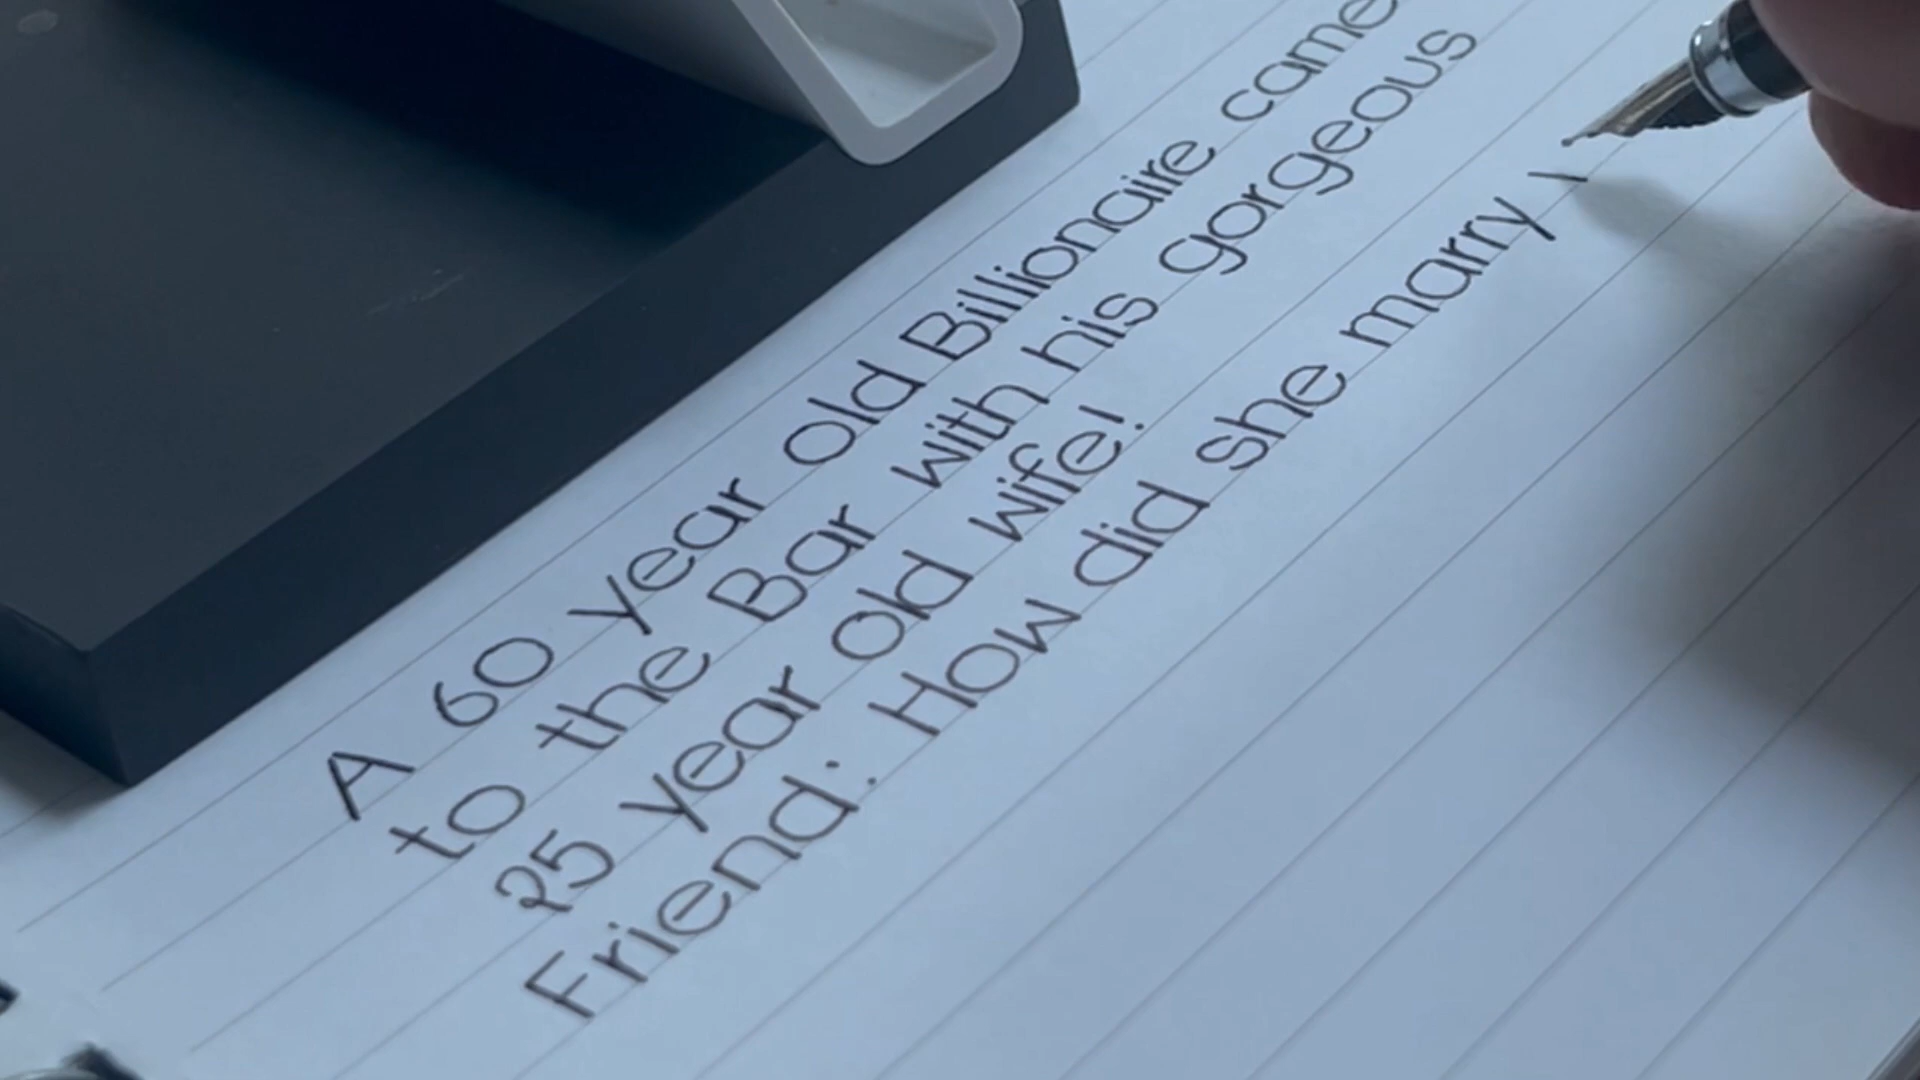 A 60 year Old Billionaire came
to the Bar with his gorgeous
25 year old wife!
Friend: How did she marry